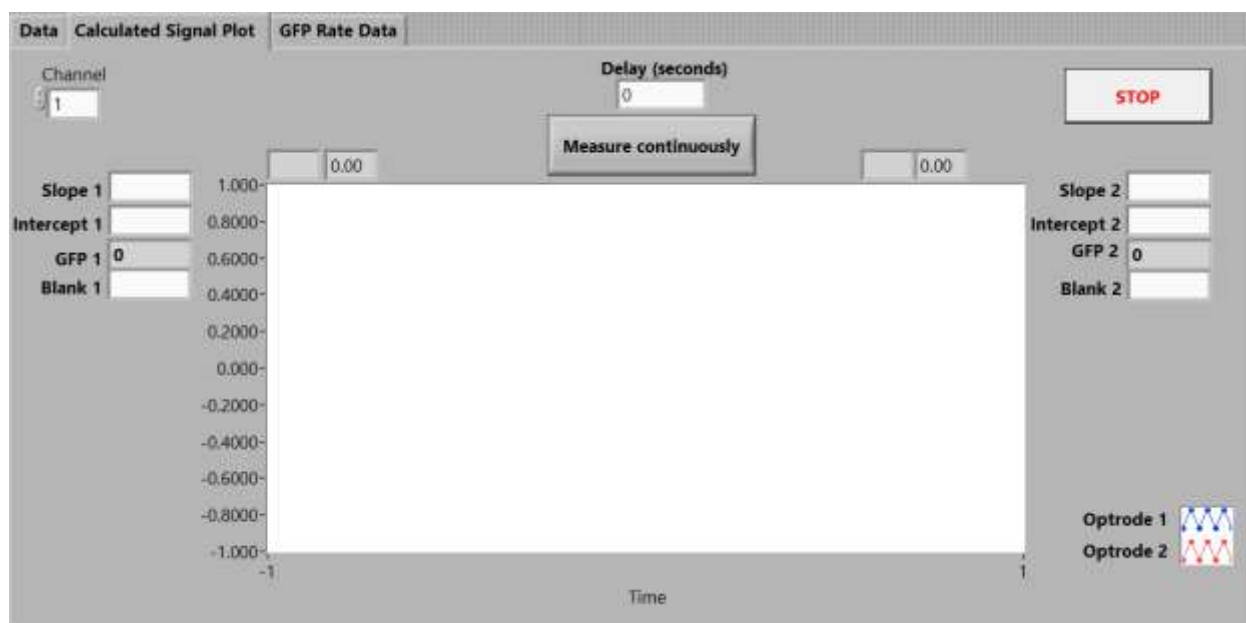 Data Calculated Signal Plot GFP Rate Data
Channel
1
Delay (seconds)
0
STOP
Measure continuously
0.00
0.00
Slope 1
Intercept 1
GFP 1 0
Blank 1
1.000
0.8000
0.6000
0.4000
0.2000
0.000
-0.2000
-0.4000
-0.6000
-0.8000
-1.000
-1
1
Time
Slope 2
Intercept 2
GFP 2 0
Blank 2
Optrode 1
Optrode 2